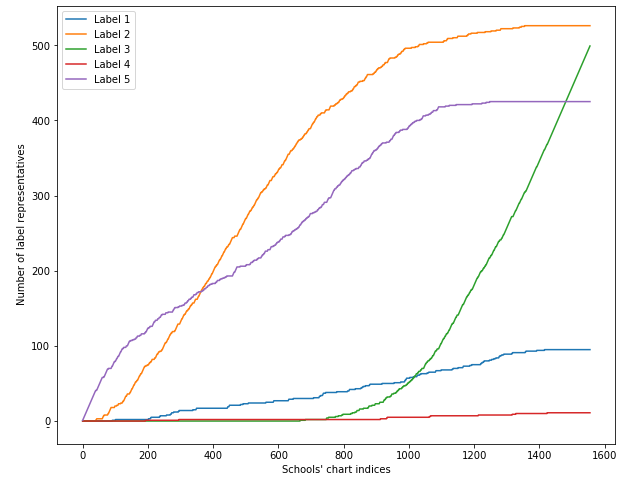 Label 1
Label 2
Label 3
Label 4
Label 5
500
400
300
200
100
0
0 200 400 600 800 1000 1200 1400 1600
Number of label representatives
Schools' chart indices